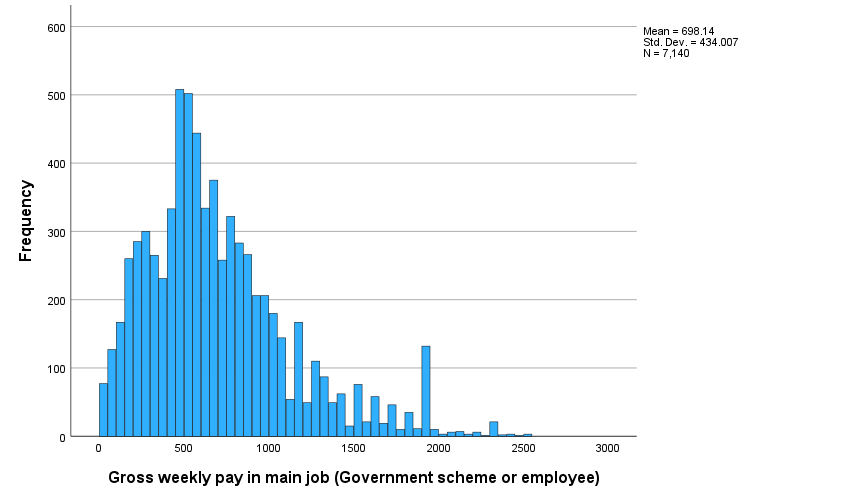 Mean = 698.14
Std. Dev. = 434.007
N = 7,140
600
500
400
300
200
100
0
Frequency
0 500 1000 1500 2000 2500 3000
Gross weekly pay in main job (Government scheme or employee)